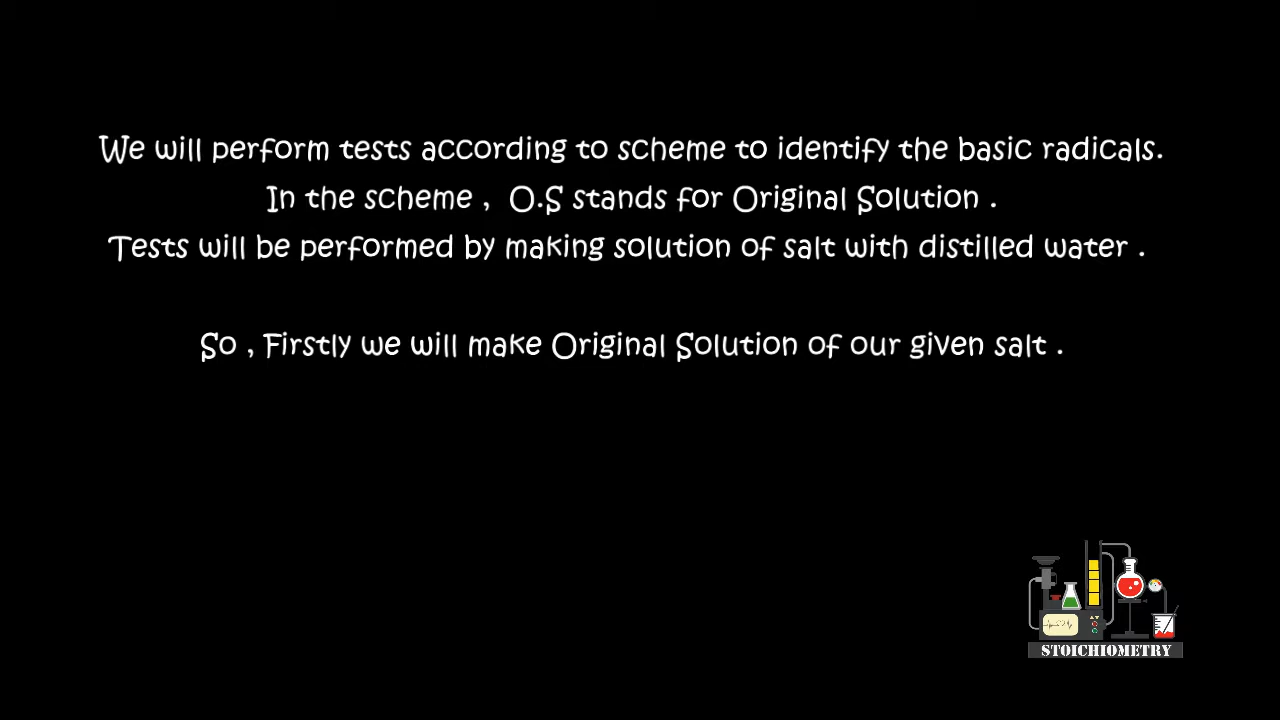 We will perform tests according to scheme to identify the basic radicals.
In the scheme , O.S stands for Original Solution .
Tests will be performed by making solution of salt with distilled water .
So , Firstly we will make Original Solution of our given salt .
STOICHIOMETRY